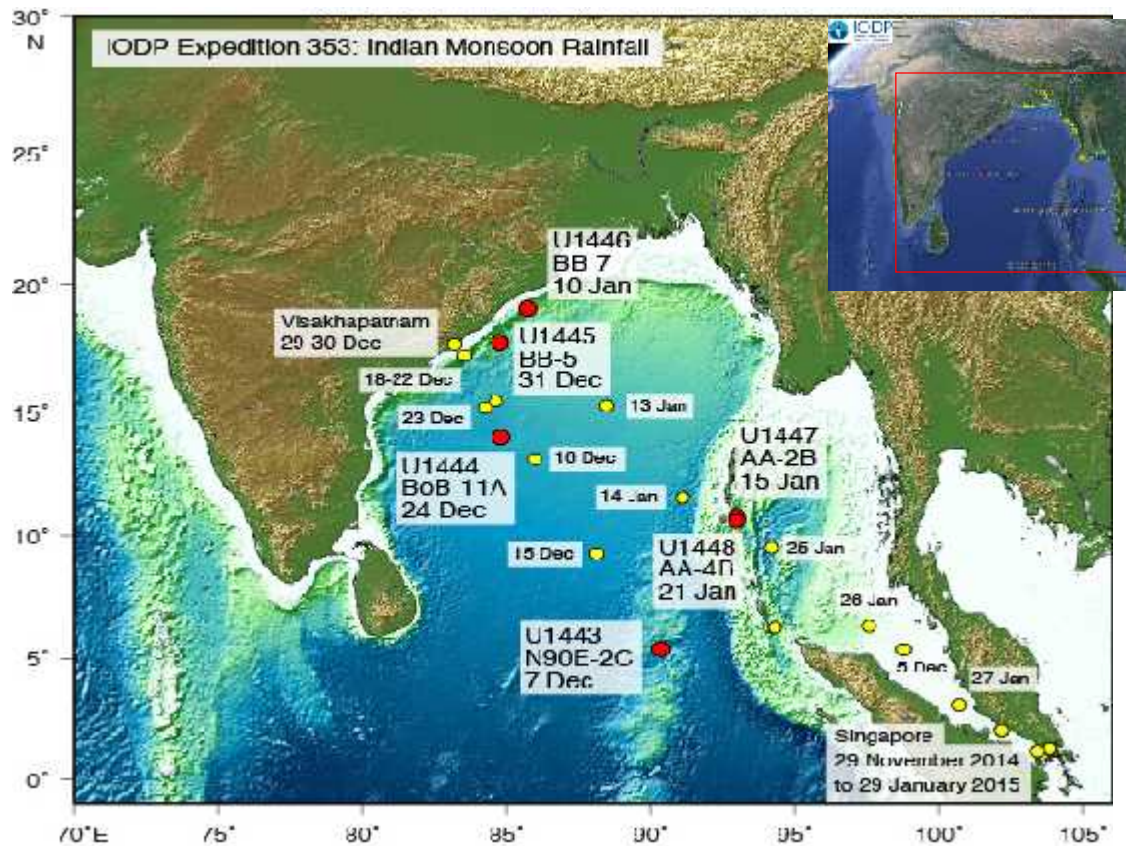 30°
N
IODP Expedition 353: Indian Monsoon Rainfall
IODP
25°
U1446
BB 7
10 Jan
20°
Visakhapatnam
29 30 Dec
U1445
BB-5
31 Dec
18-22 Dec
15°
23 Dec
13 Jan
U1447
AA-2B
15 Jan
U1444
BoB 11A
24 Dec
10 Dec
14 Jan
10°
15 Dec
U1448
21 Jan
25 Jan
26 Jan
U1443
N90E-2C
7 Dec
5°
5 Dec
27 Jan
Singapore
29 November 2014
to 29 January 2015
0°
70°E
75°
80°
85°
90°
95°
100°
105°